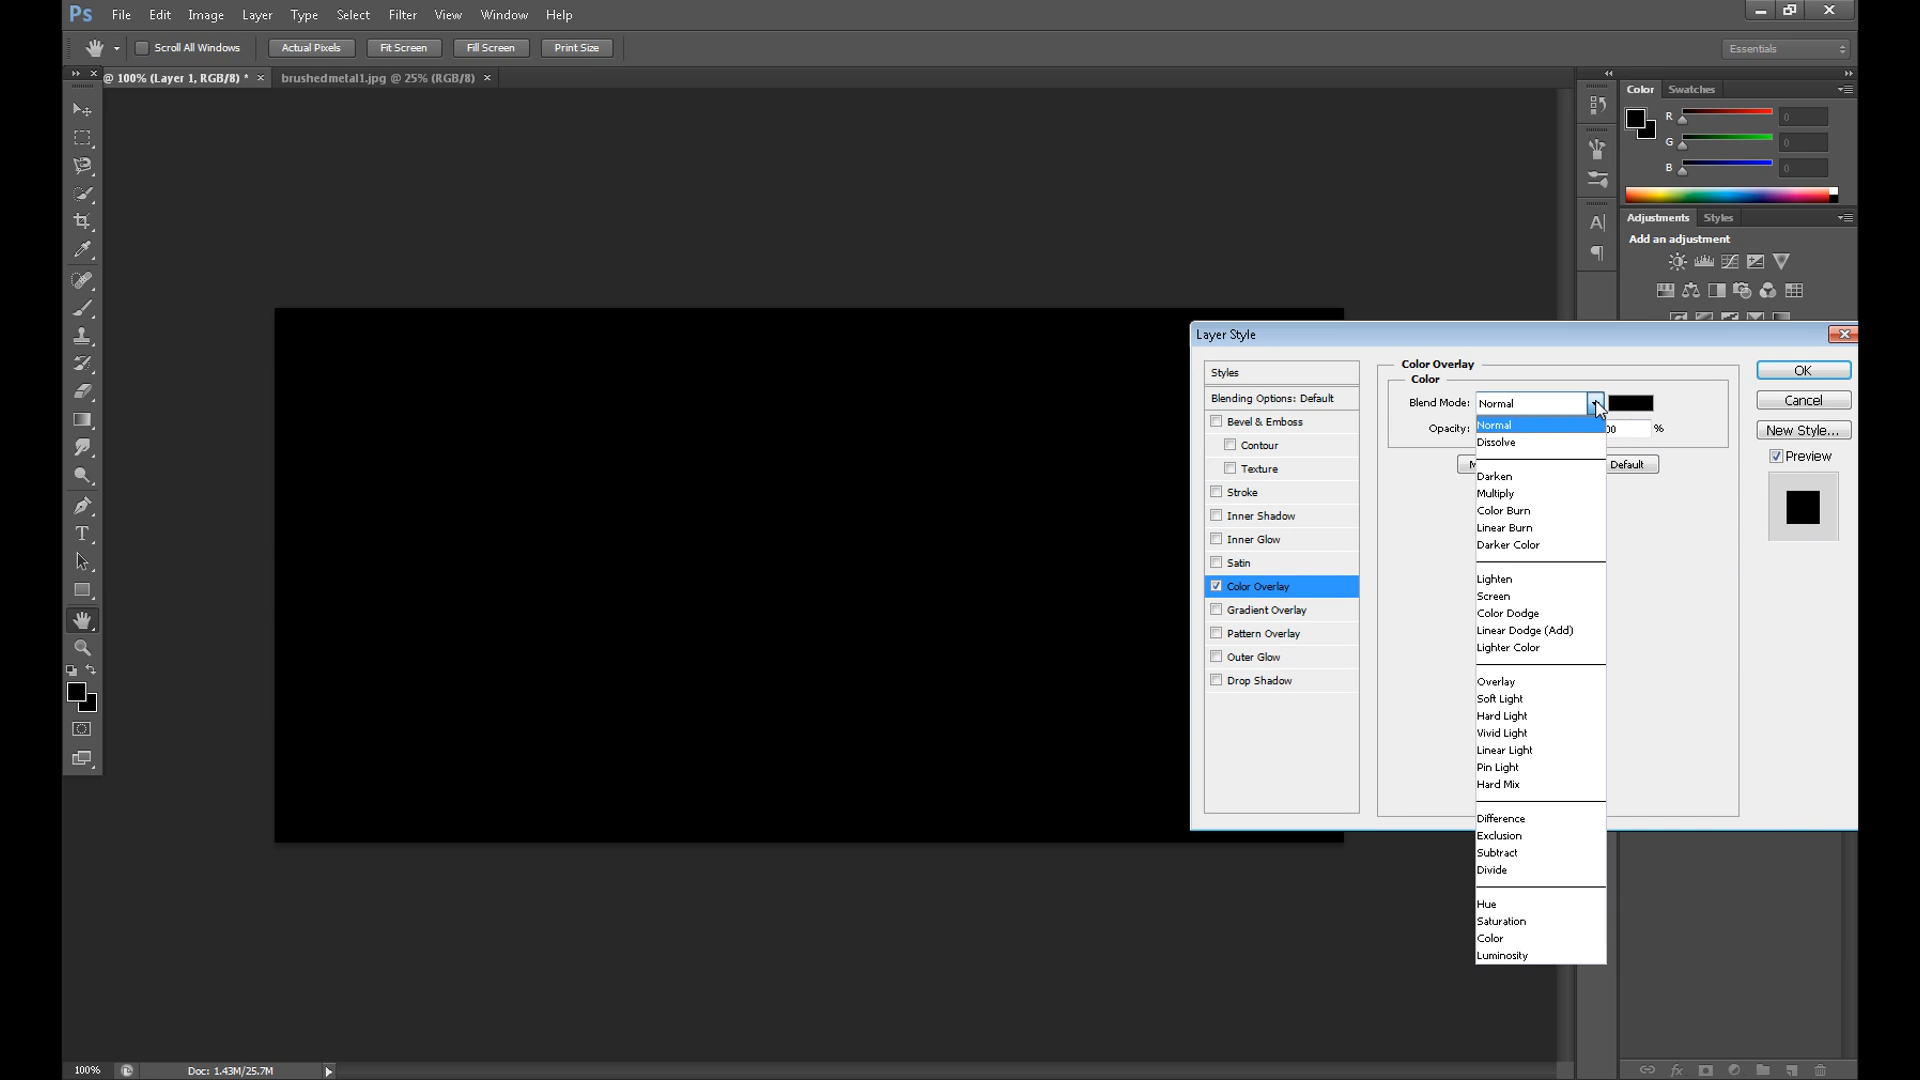 Ps File Edit Image Layer Type Select Filter View Window Help
Scroll All Windows Actual Pixels Fit Screen Fill Screen Print Size Essentials
@ 100% (Layer 1, RGB/8) * × brushedmetal1.jpg @ 25% (RGB/8) ×
Color Swatches
R 0
G 0
B 0
Adjustments Styles
Add an adjustment
Layer Style
Styles
Blending Options: Default
Bevel & Emboss
Contour
Texture
Stroke
Inner Shadow
Inner Glow
Satin
Color Overlay
Gradient Overlay
Pattern Overlay
Outer Glow
Drop Shadow
Color Overlay
Color
Blend Mode: Normal
Opacity: %
Default
Normal
Dissolve
Darken
Multiply
Color Burn
Linear Burn
Darker Color
Lighten
Screen
Color Dodge
Linear Dodge (Add)
Lighter Color
Overlay
Soft Light
Hard Light
Vivid Light
Linear Light
Pin Light
Hard Mix
Difference
Exclusion
Subtract
Divide
Hue
Saturation
Color
Luminosity
OK
Cancel
New Style...
Preview
100% Doc: 1.43M/25.7M